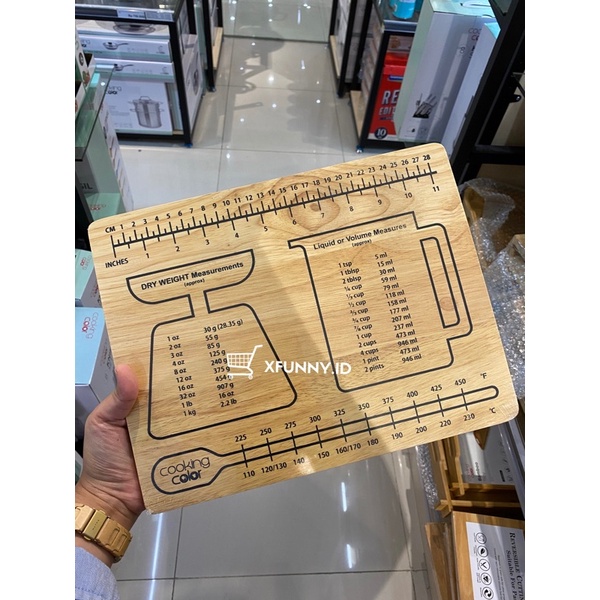 CM 1 2 3 4 5 6 7 8 9 10 11 12 13 14 15 16 17 18 19 20 21 22 23 24 25 26 27 28
INCHES 1 2 3 4 5 6 7 8 9 10 11
DRY WEIGHT Measurements
(approx)
1 oz 30 g (28.35 g)
2 oz 55 g
3 oz 85 g
4 oz 125 g
8 oz 240 g
12 oz 375 g
16 oz 454 g
32 oz 907 g
1 lb 16 oz
1 kg 2.2 lb
Liquid or Volume Measures
(approx)
1 tsp 5 ml
1 tblsp 15 ml
2 tblsp 30 ml
¼ cup 59 ml
⅓ cup 79 ml
½ cup 118 ml
⅔ cup 158 ml
¾ cup 177 ml
207 ml
1 cup 237 ml
2 cups 473 ml
4 cups 946 ml
1 pint 473 ml
2 pints 946 ml
XFUNNY.ID
225 250 275 300 325 350 375 400 425 450 °F
110 120/130 140 150 160/170 180 190 200 220 230 °C
cooking
color
REVERSIBLE